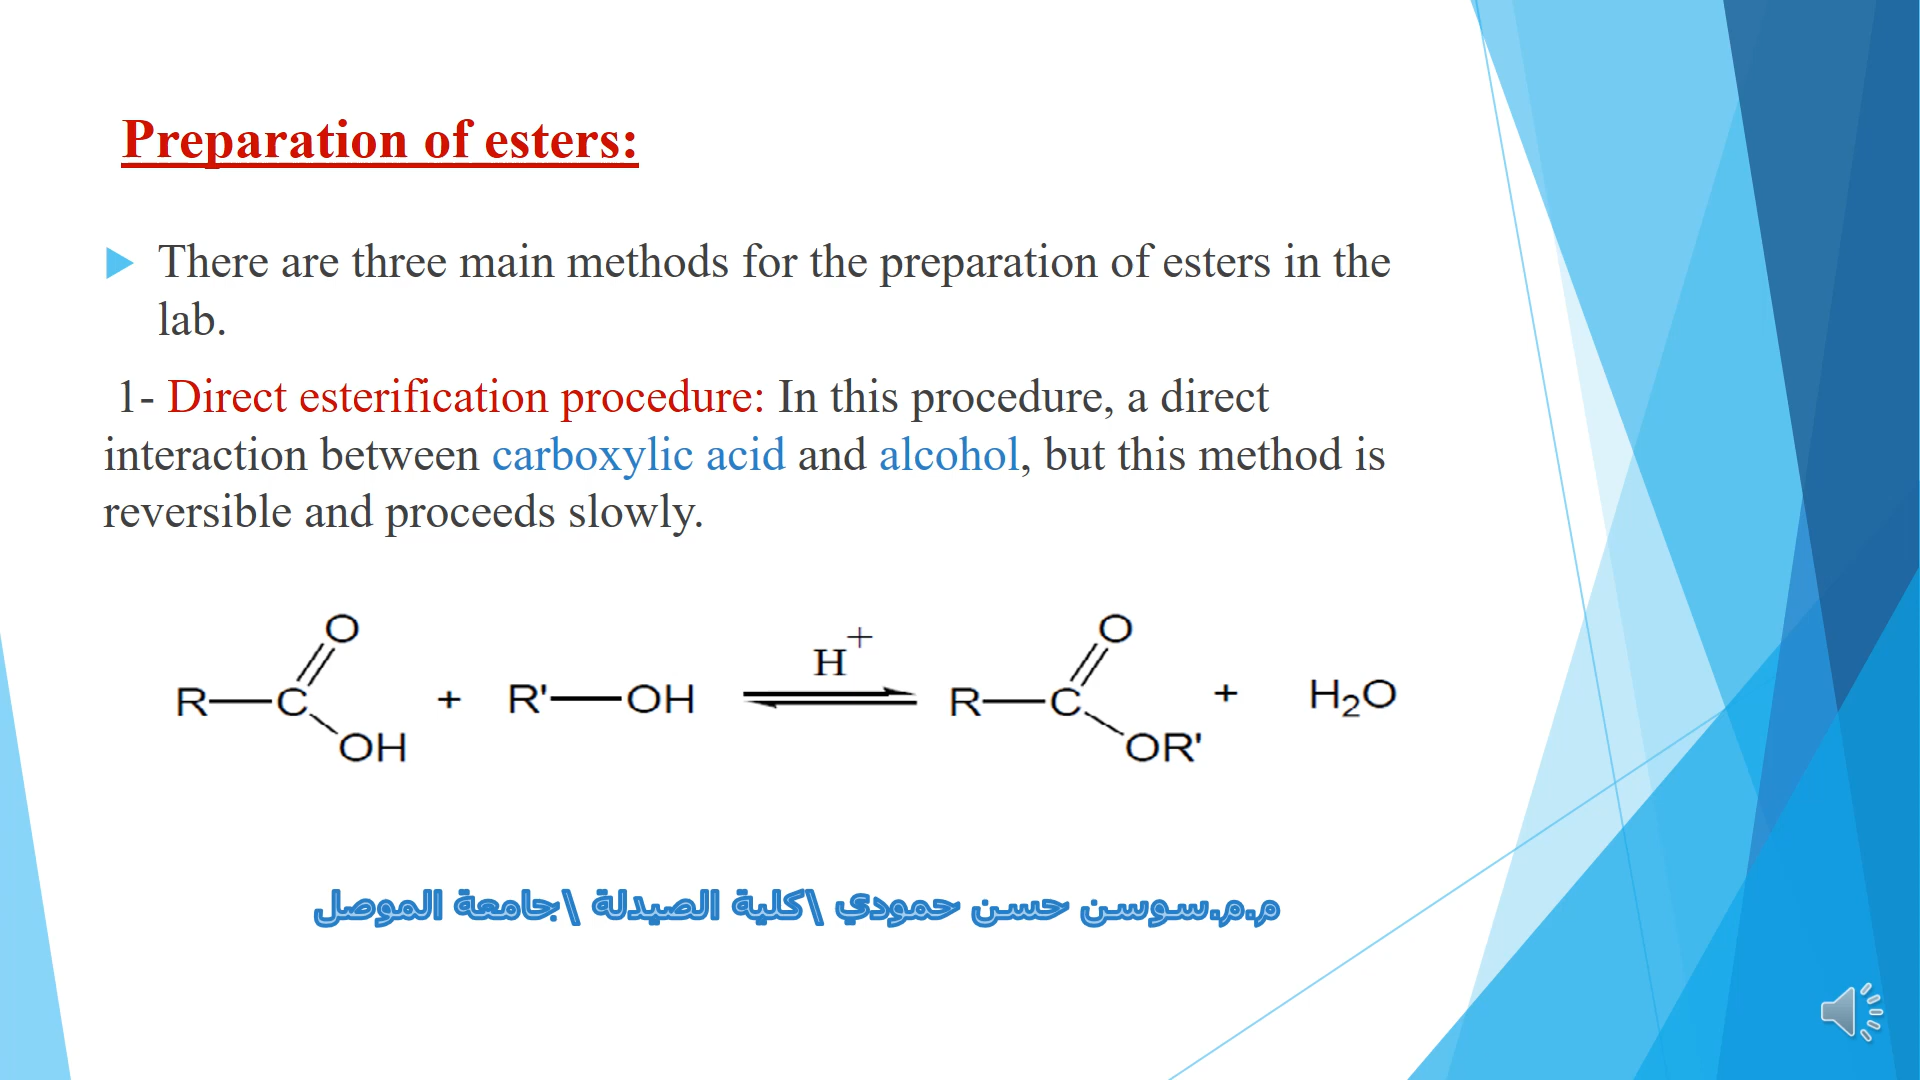 Preparation of esters:
There are three main methods for the preparation of esters in the
lab.
1- Direct esterification procedure: In this procedure, a direct
interaction between carboxylic acid and alcohol, but this method is
reversible and proceeds slowly.
R—C(=O)OH + R'—OH ⇌ H⁺ R—C(=O)OR' + H₂O
م.م.سوسن حسن حمودي \كلية الصيدلة \جامعة الموصل